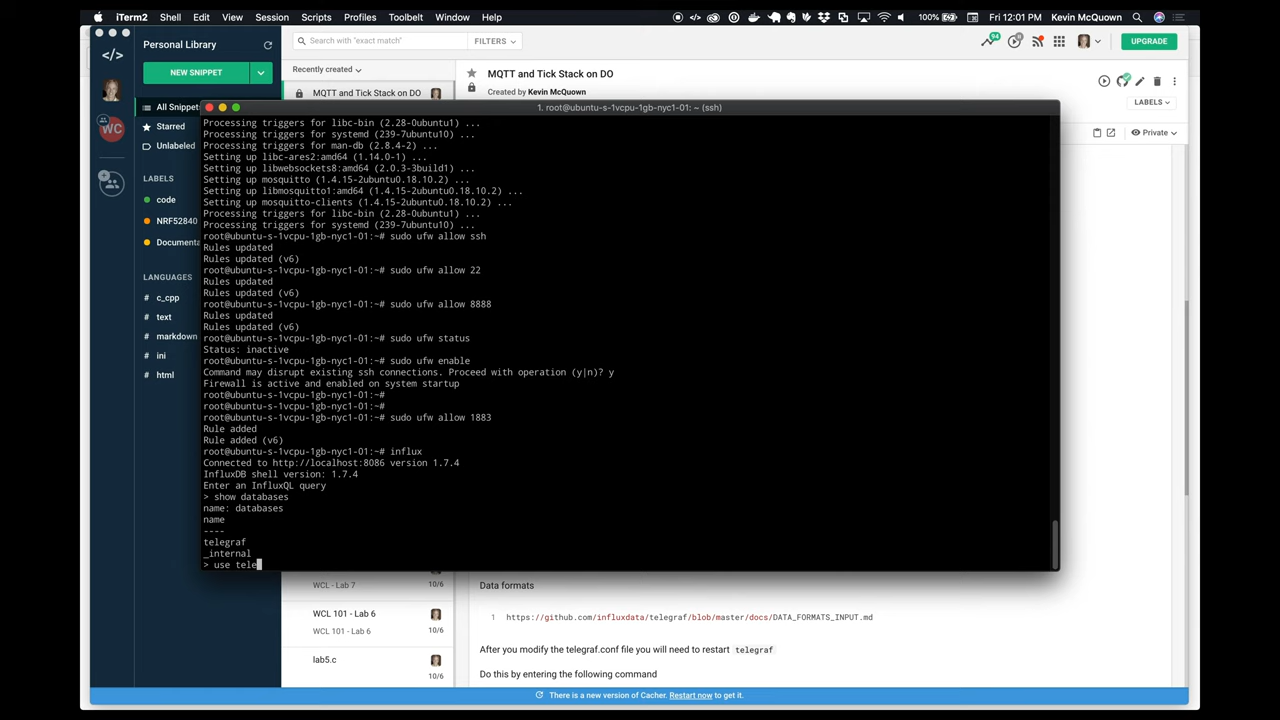 iTerm2 Shell Edit View Session Scripts Profiles Toolbelt Window Help 100% Fri 12:01 PM Kevin McQuown
Personal Library
Search with "exact match"
FILTERS
94
UPGRADE
NEW SNIPPET
Recently created
MQTT and Tick Stack on DO
Created by Kevin McQuown
MQTT and Tick Stack on DO
LABELS
Private
All Snippets
Starred
WC
Unlabeled
LABELS
code
NRF52840
Documenta
LANGUAGES
# c_cpp
# text
# markdown
# ini
# html
1. root@ubuntu-s-1vcpu-1gb-nyc1-01: ~ (ssh)
Processing triggers for libc-bin (2.28-0ubuntu1) ...
Processing triggers for systemd (239-7ubuntu10) ...
Processing triggers for man-db (2.8.4-2) ...
Setting up libc-ares2:amd64 (1.14.0-1) ...
Setting up libwebsockets8:amd64 (2.0.3-3build1) ...
Setting up mosquitto (1.4.15-2ubuntu0.18.10.2) ...
Setting up libmosquitto1:amd64 (1.4.15-2ubuntu0.18.10.2) ...
Setting up mosquitto-clients (1.4.15-2ubuntu0.18.10.2) ...
Processing triggers for libc-bin (2.28-0ubuntu1) ...
Processing triggers for systemd (239-7ubuntu10) ...
root@ubuntu-s-1vcpu-1gb-nyc1-01:~# sudo ufw allow ssh
Rules updated
Rules updated (v6)
root@ubuntu-s-1vcpu-1gb-nyc1-01:~# sudo ufw allow 22
Rules updated
Rules updated (v6)
root@ubuntu-s-1vcpu-1gb-nyc1-01:~# sudo ufw allow 8888
Rules updated
Rules updated (v6)
root@ubuntu-s-1vcpu-1gb-nyc1-01:~# sudo ufw status
Status: inactive
root@ubuntu-s-1vcpu-1gb-nyc1-01:~# sudo ufw enable
Command may disrupt existing ssh connections. Proceed with operation (y|n)? y
Firewall is active and enabled on system startup
root@ubuntu-s-1vcpu-1gb-nyc1-01:~#
root@ubuntu-s-1vcpu-1gb-nyc1-01:~#
root@ubuntu-s-1vcpu-1gb-nyc1-01:~# sudo ufw allow 1883
Rule added
Rule added (v6)
root@ubuntu-s-1vcpu-1gb-nyc1-01:~# influx
Connected to http://localhost:8086 version 1.7.4
InfluxDB shell version: 1.7.4
Enter an InfluxQL query
> show databases
name: databases
name
----
telegraf
_internal
> use tele
WCL - Lab 7
10/6
WCL 101 - Lab 6
WCL 101 - Lab 6
10/6
lab5.c
10/6
Data formats
1 https://github.com/influxdata/telegraf/blob/master/docs/DATA_FORMATS_INPUT.md
After you modify the telegraf.conf file you will need to restart telegraf
Do this by entering the following command
There is a new version of Cacher. Restart now to get it.